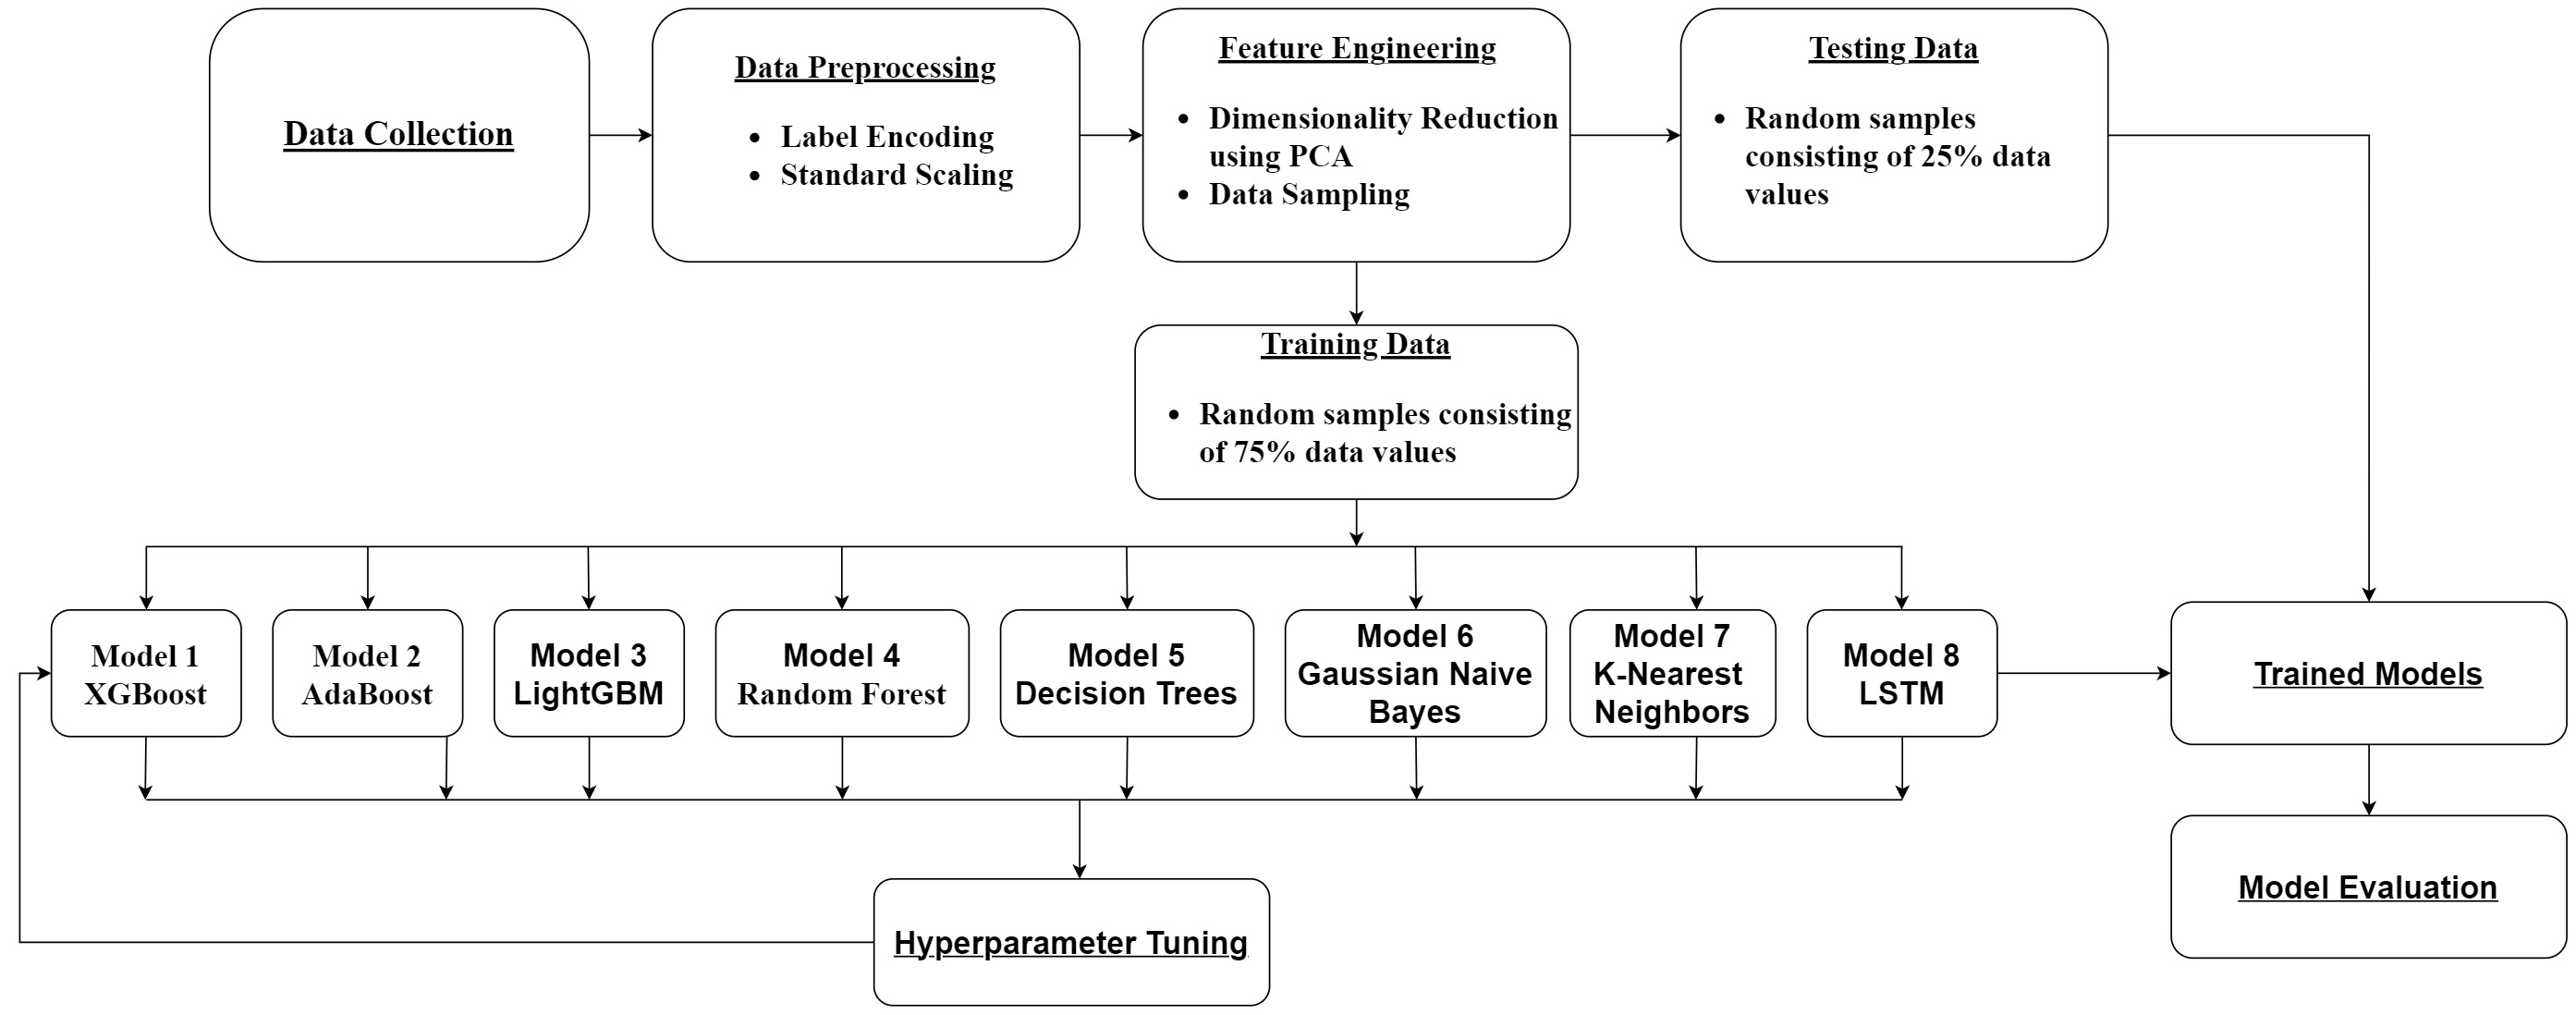 Data Collection
Data Preprocessing
• Label Encoding
• Standard Scaling
Feature Engineering
• Dimensionality Reduction
using PCA
• Data Sampling
Testing Data
• Random samples
consisting of 25% data
values
Training Data
• Random samples consisting
of 75% data values
Model 1
XGBoost
Model 2
AdaBoost
Model 3
LightGBM
Model 4
Random Forest
Model 5
Decision Trees
Model 6
Gaussian Naive
Bayes
Model 7
K-Nearest
Neighbors
Model 8
LSTM
Trained Models
Hyperparameter Tuning
Model Evaluation